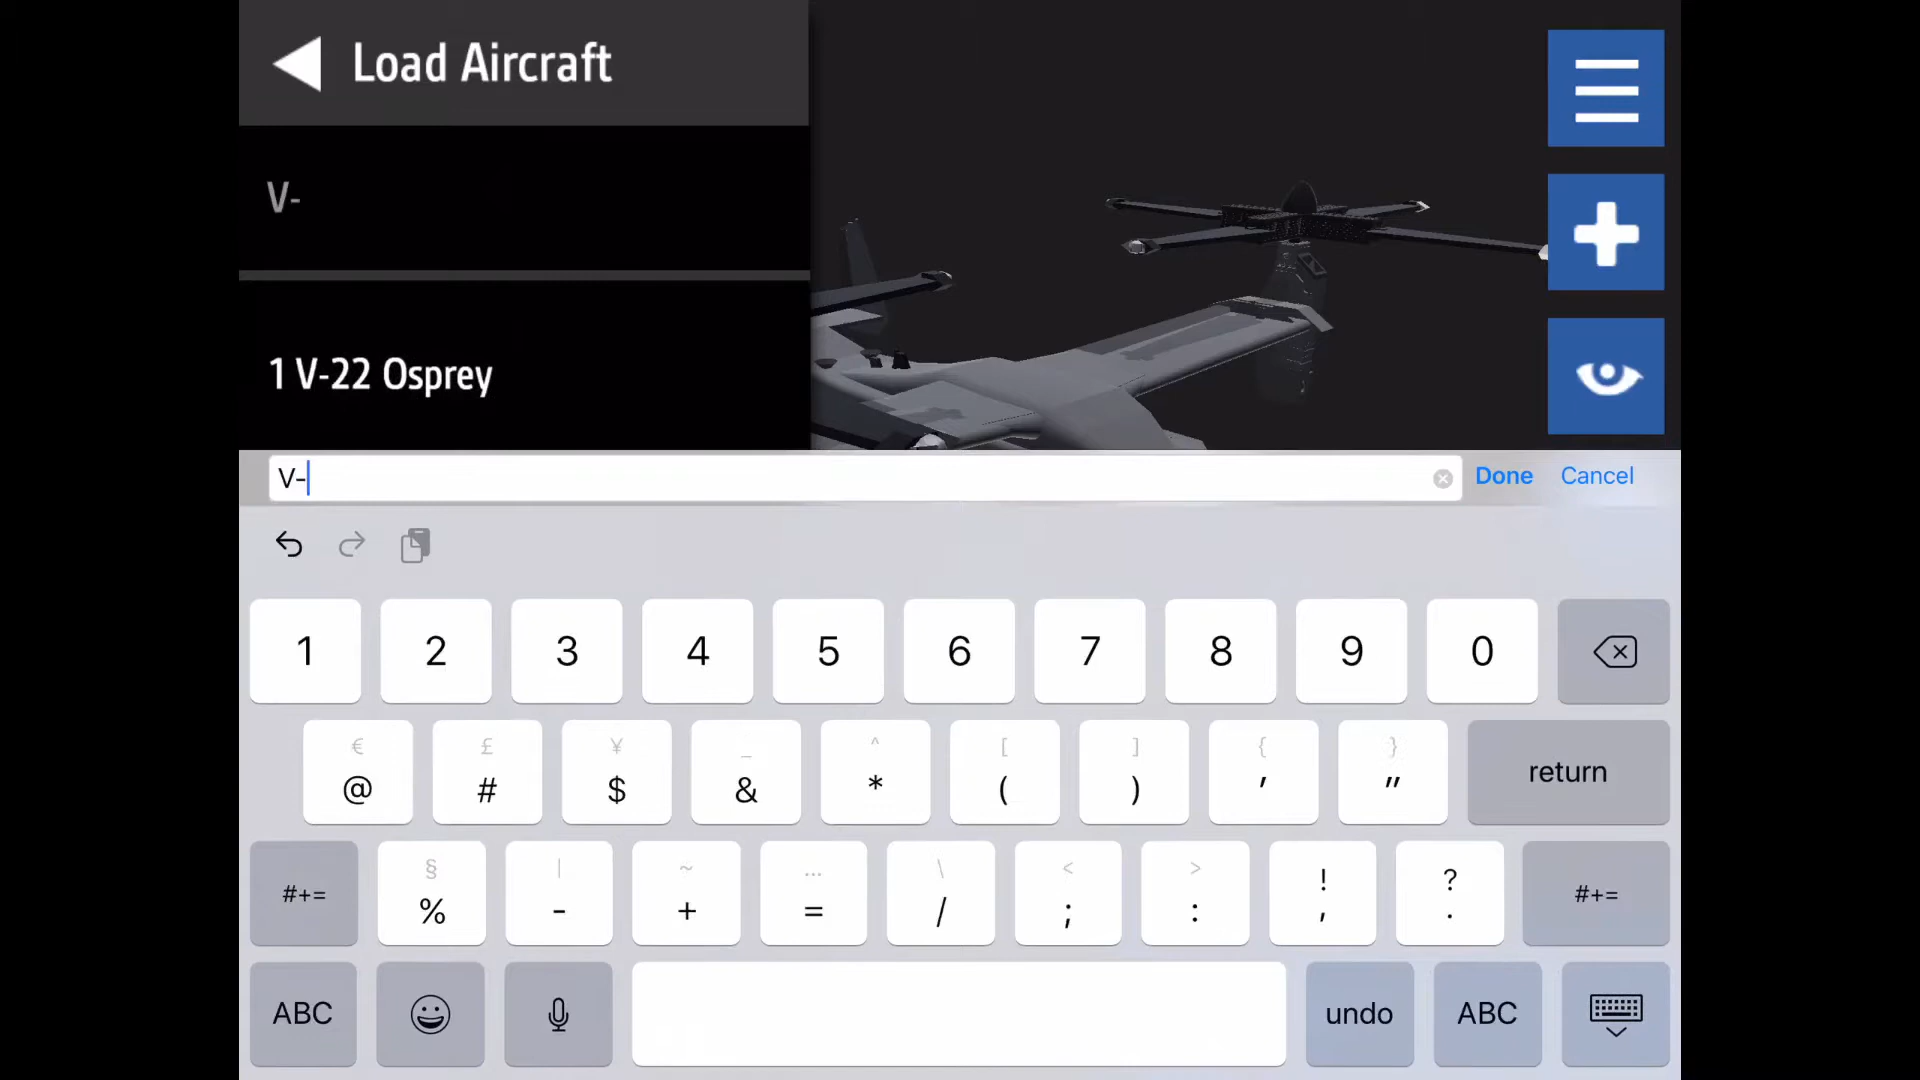 Load Aircraft
V-
1 V-22 Osprey
V-
Done Cancel
1 2 3 4 5 6 7 8 9 0
€ £ ¥ _ ^ [ ] { }
@ # $ & * ( ) ' " return
§ | ~ … \ < > ! ?
#+= % - + = / ; : , . #+=
ABC undo ABC